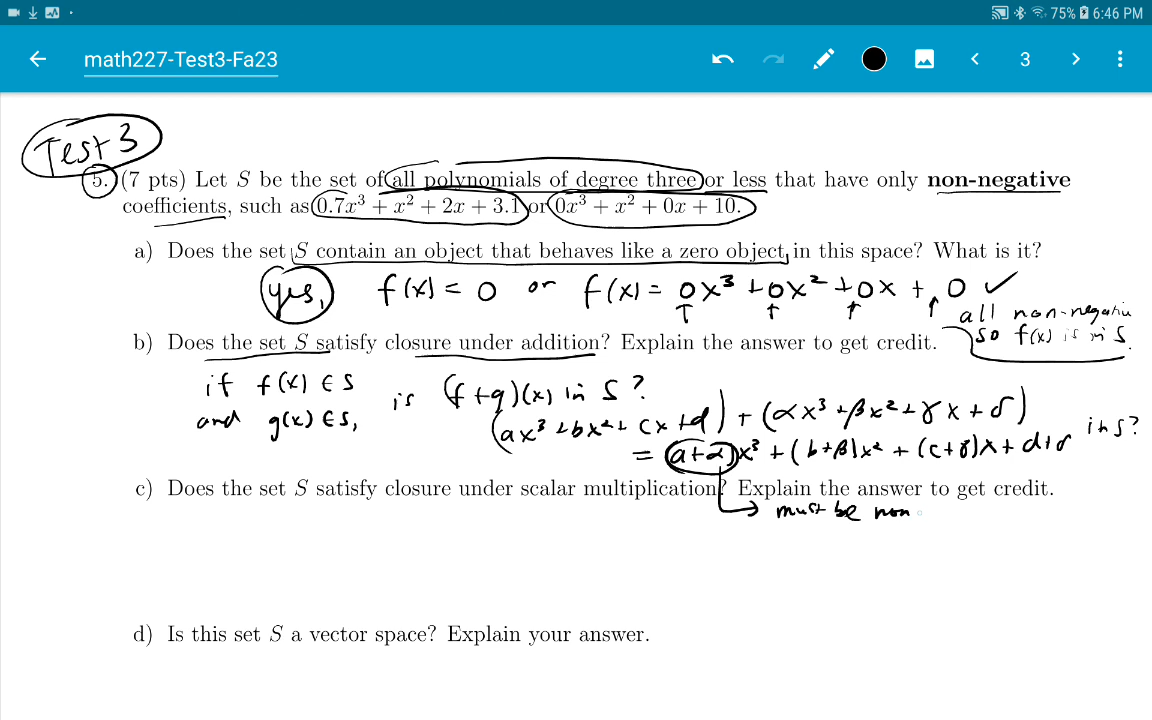 75% 6:46 PM
math227-Test3-Fa23
3
Test 3
5. (7 pts) Let S be the set of all polynomials of degree three or less that have only non-negative
coefficients, such as 0.7x³ + x² + 2x + 3.1 or 0x³ + x² + 0x + 10.
a) Does the set S contain an object that behaves like a zero object in this space? What is it?
yes, f(x) = 0 or f(x) = 0x³ + 0x² + 0x + 0 ✓
all non-negativ
so f(x) is in S.
b) Does the set S satisfy closure under addition? Explain the answer to get credit.
if f(x) ∈ S
and g(x) ∈ S,
is (f+g)(x) in S?
(ax³ + bx² + cx + d) + (αx³ + βx² + γx + δ)
in S?
= (a+α)x³ + (b+β)x² + (c+γ)x + d+δ
c) Does the set S satisfy closure under scalar multiplication? Explain the answer to get credit.
→ must be non
d) Is this set S a vector space? Explain your answer.